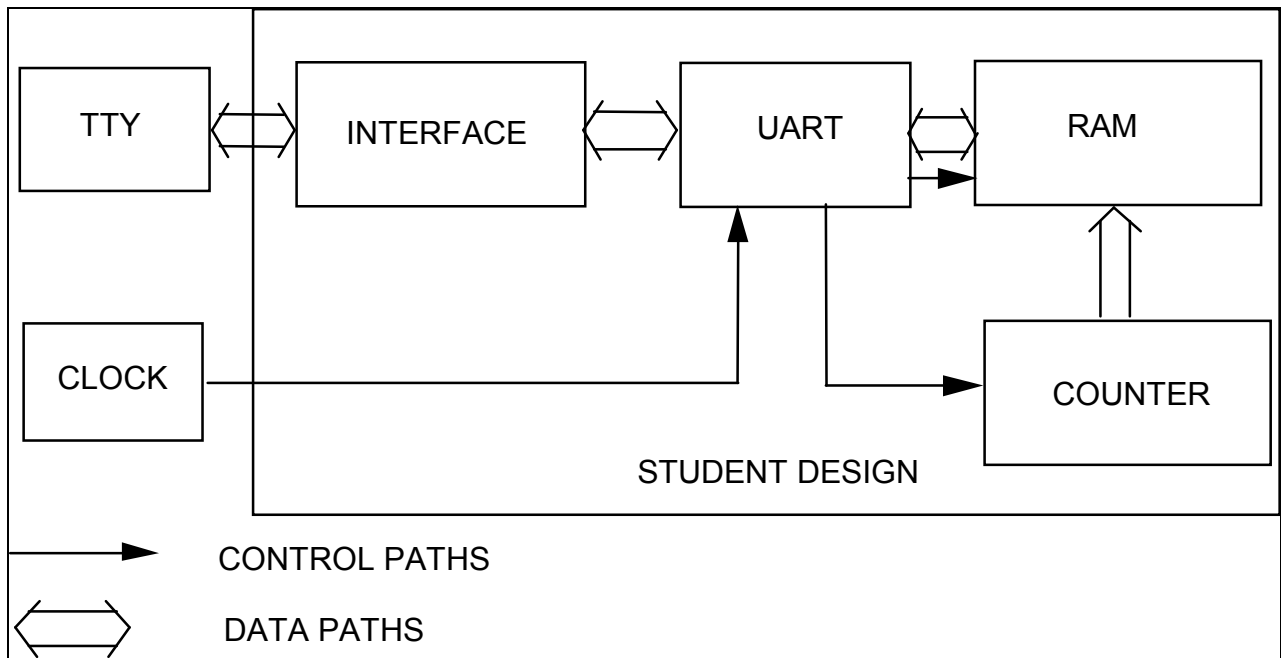 TTY
INTERFACE
UART
RAM
CLOCK
COUNTER
STUDENT DESIGN
CONTROL PATHS
DATA PATHS